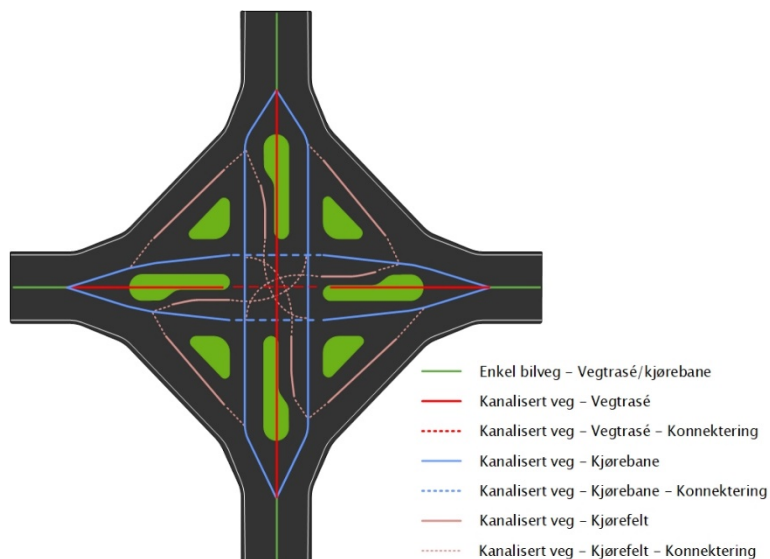 Enkel bilveg – Vegtrasé/kjørebane
Kanalisert veg – Vegtrasé
Kanalisert veg – Vegtrasé – Konnektering
Kanalisert veg – Kjørebane
Kanalisert veg – Kjørebane – Konnektering
Kanalisert veg – Kjørefelt
Kanalisert veg – Kjørefelt – Konnektering